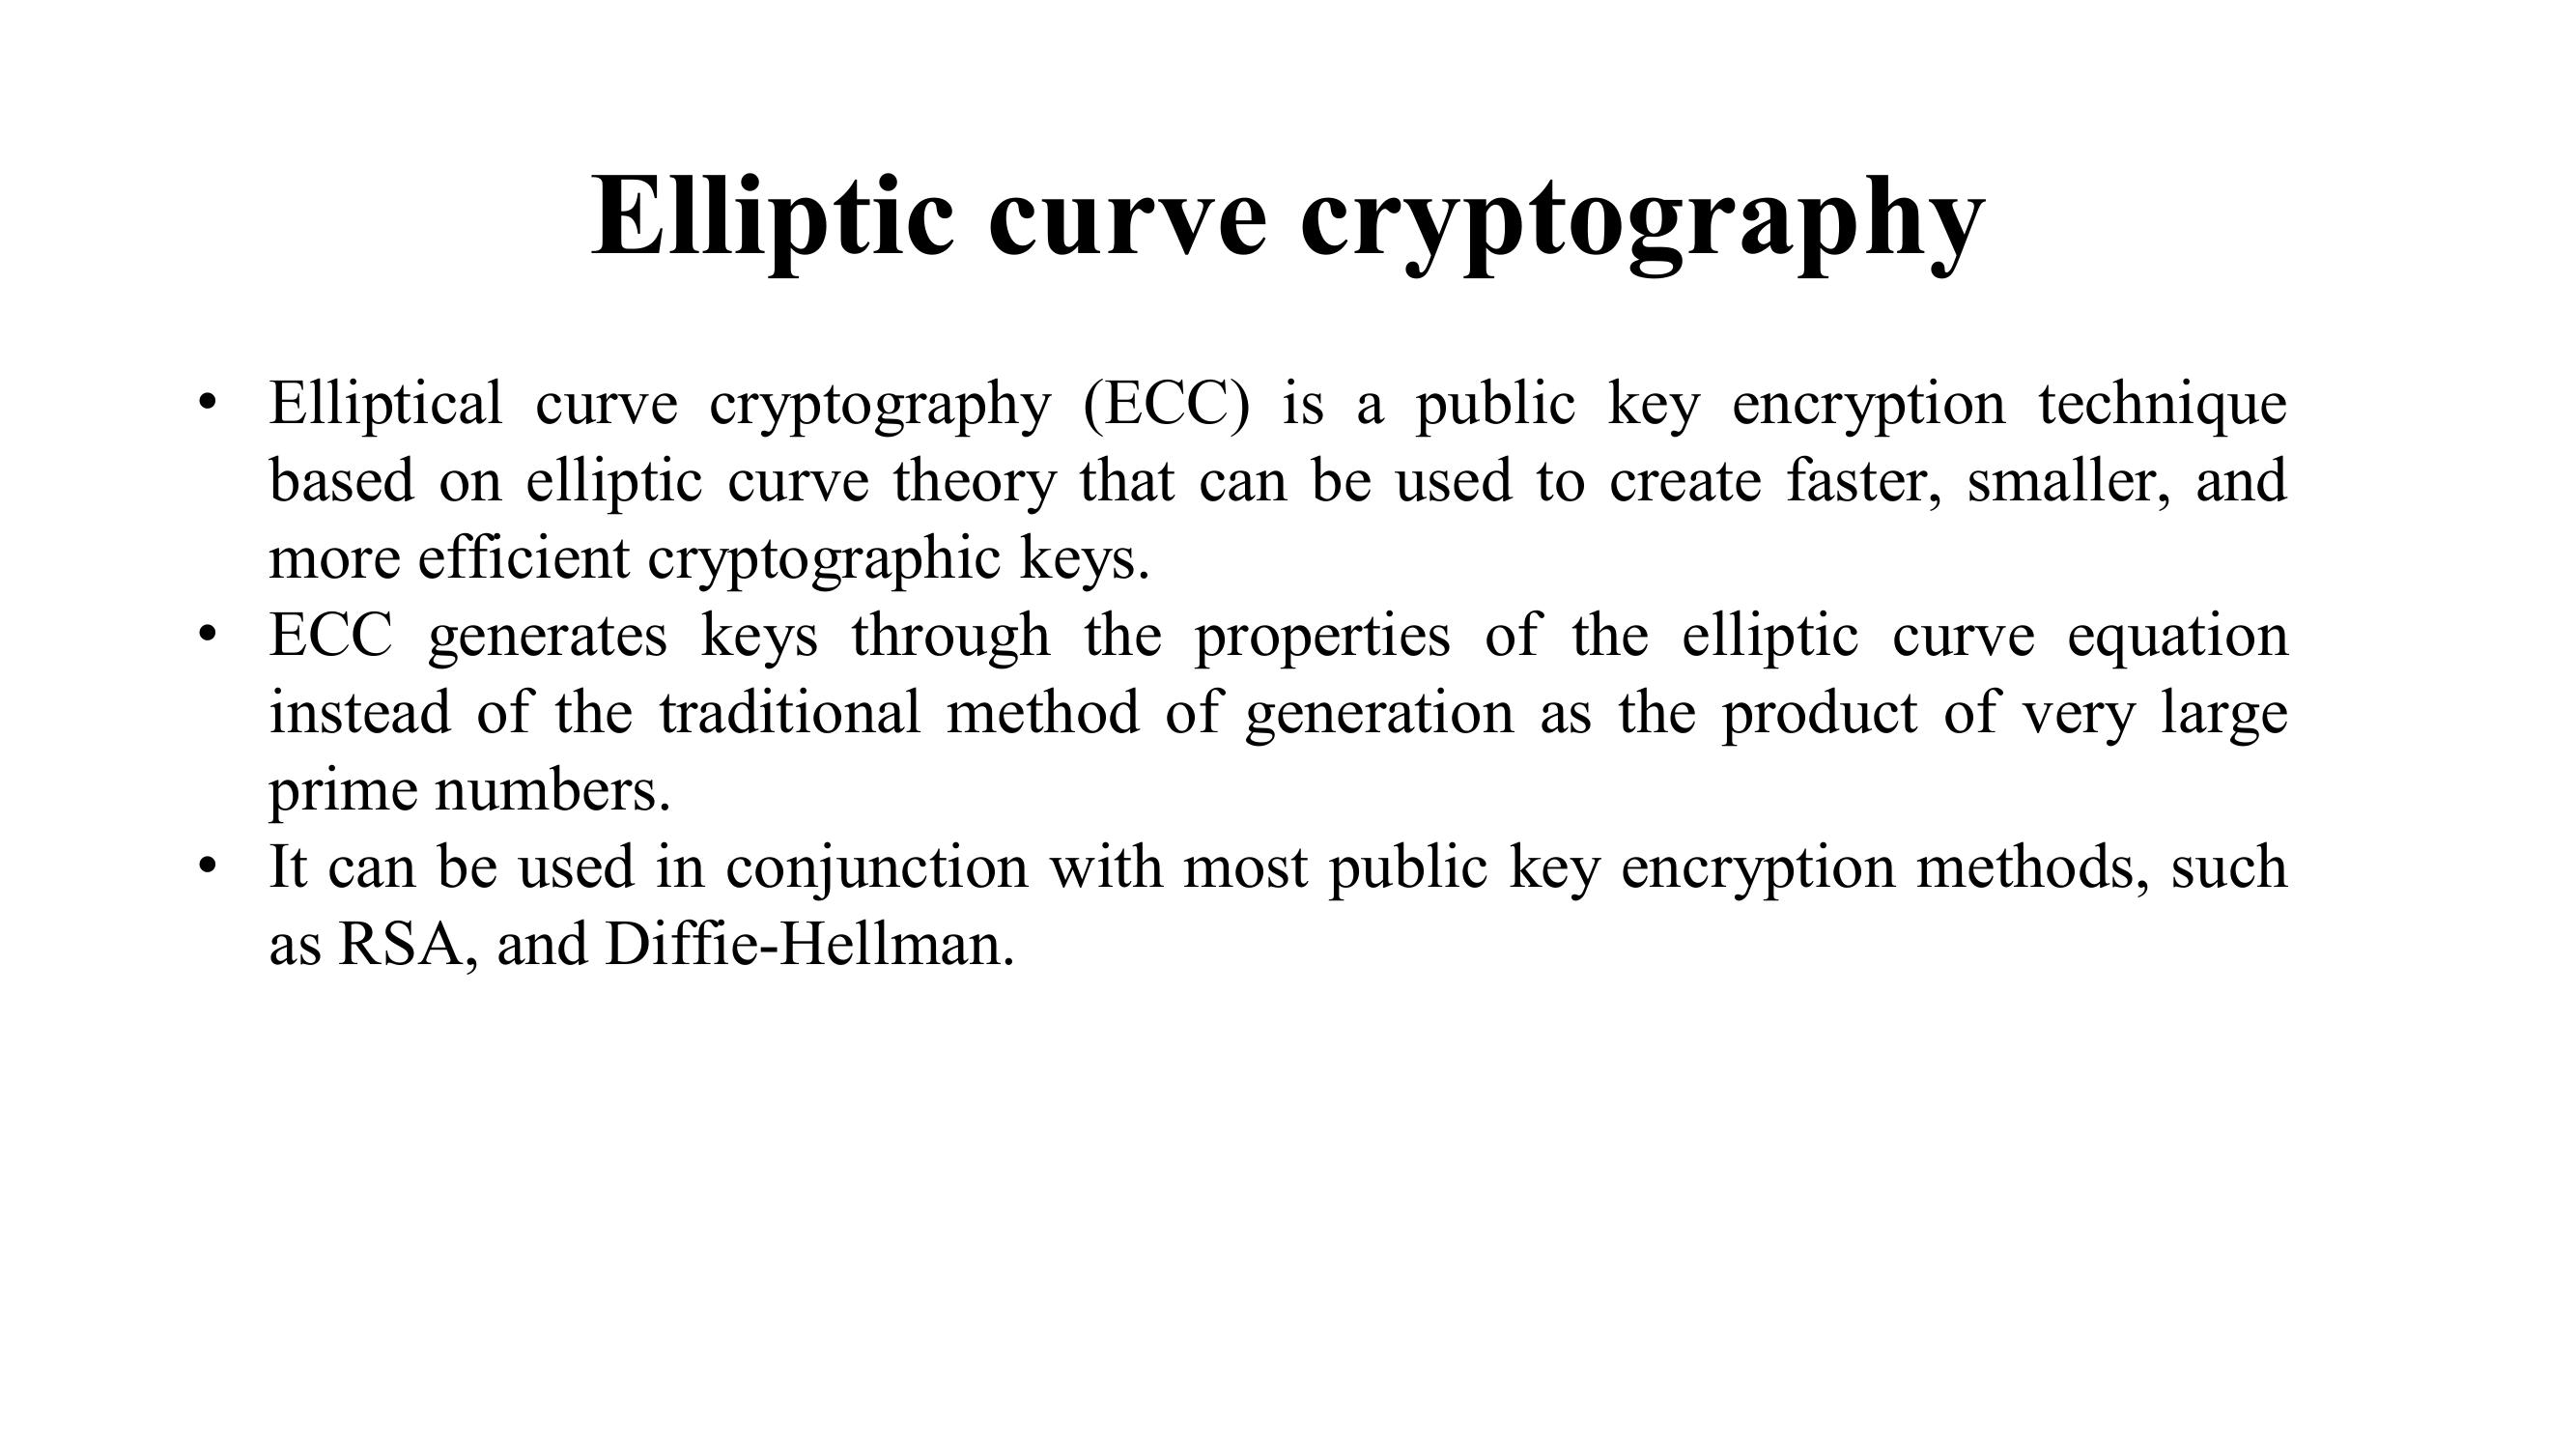 Elliptic curve cryptography
• Elliptical curve cryptography (ECC) is a public key encryption technique
based on elliptic curve theory that can be used to create faster, smaller, and
more efficient cryptographic keys.
• ECC generates keys through the properties of the elliptic curve equation
instead of the traditional method of generation as the product of very large
prime numbers.
• It can be used in conjunction with most public key encryption methods, such
as RSA, and Diffie-Hellman.